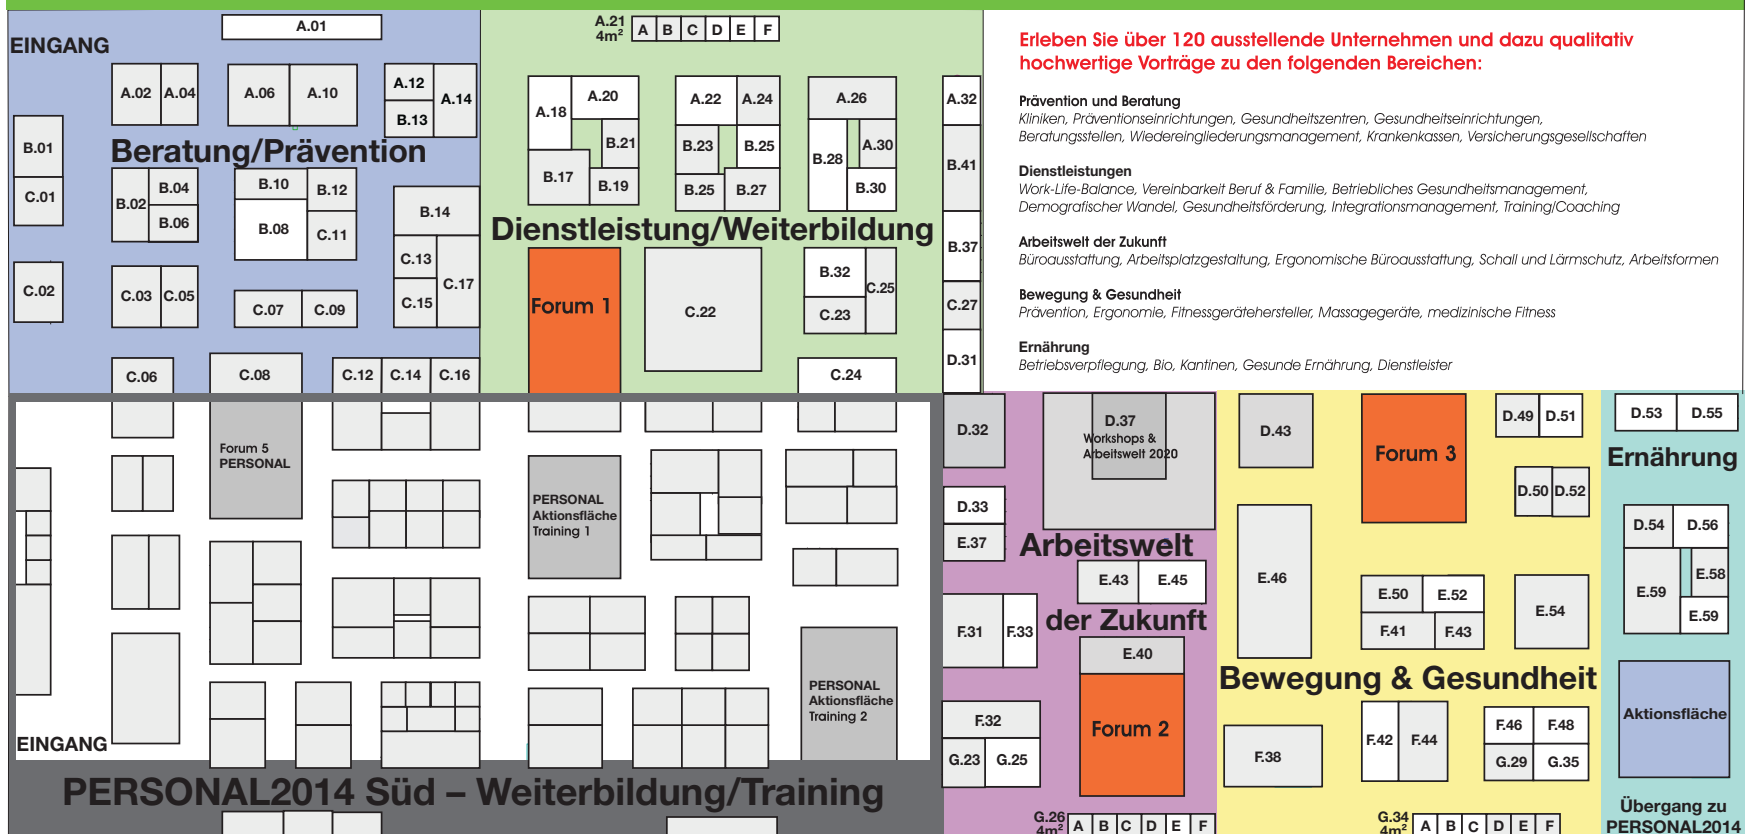 A.01
EINGANG
A.02 A.04
A.06 A.10
A.12
A.14
B.13
B.01
Beratung/Prävention
C.01
B.02
B.04
B.06
B.10
B.12
B.08
C.11
B.14
C.13
C.17
C.15
C.02
C.03 C.05
C.07 C.09
C.06
C.08
C.12 C.14 C.16
A.21
4m² A B C D E F
A.18
A.20
B.21
B.17
B.19
A.22 A.24
B.23 B.25
B.25 B.27
A.26
B.28
A.30
B.30
A.32
B.41
B.37
C.27
D.31
Dienstleistung/Weiterbildung
Forum 1
C.22
B.32
C.25
C.23
C.24
Erleben Sie über 120 ausstellende Unternehmen und dazu qualitativ
hochwertige Vorträge zu den folgenden Bereichen:
Prävention und Beratung
Kliniken, Präventionseinrichtungen, Gesundheitszentren, Gesundheitseinrichtungen,
Beratungsstellen, Wiedereingliederungsmanagement, Krankenkassen, Versicherungsgesellschaften
Dienstleistungen
Work-Life-Balance, Vereinbarkeit Beruf & Familie, Betriebliches Gesundheitsmanagement,
Demografischer Wandel, Gesundheitsförderung, Integrationsmanagement, Training/Coaching
Arbeitswelt der Zukunft
Büroausstattung, Arbeitsplatzgestaltung, Ergonomische Büroausstattung, Schall und Lärmschutz, Arbeitsformen
Bewegung & Gesundheit
Prävention, Ergonomie, Fitnessgerätehersteller, Massagegeräte, medizinische Fitness
Ernährung
Betriebsverpflegung, Bio, Kantinen, Gesunde Ernährung, Dienstleister
Forum 5
PERSONAL
PERSONAL
Aktionsfläche
Training 1
PERSONAL
Aktionsfläche
Training 2
EINGANG
PERSONAL2014 Süd – Weiterbildung/Training
D.32
D.37
Workshops &
Arbeitswelt 2020
D.33
E.37
Arbeitswelt
E.43 E.45
der Zukunft
F.31 F.33
E.40
Forum 2
F.32
G.23 G.25
G.26
4m² A B C D E F
D.43
Forum 3
D.49 D.51
D.50 D.52
E.46
E.50 E.52
F.41 F.43
E.54
Bewegung & Gesundheit
F.38
F.42 F.44
F.46 F.48
G.29 G.35
G.34
4m² A B C D E F
D.53 D.55
Ernährung
D.54 D.56
E.58
E.59
E.59
Aktionsfläche
Übergang zu
PERSONAL2014